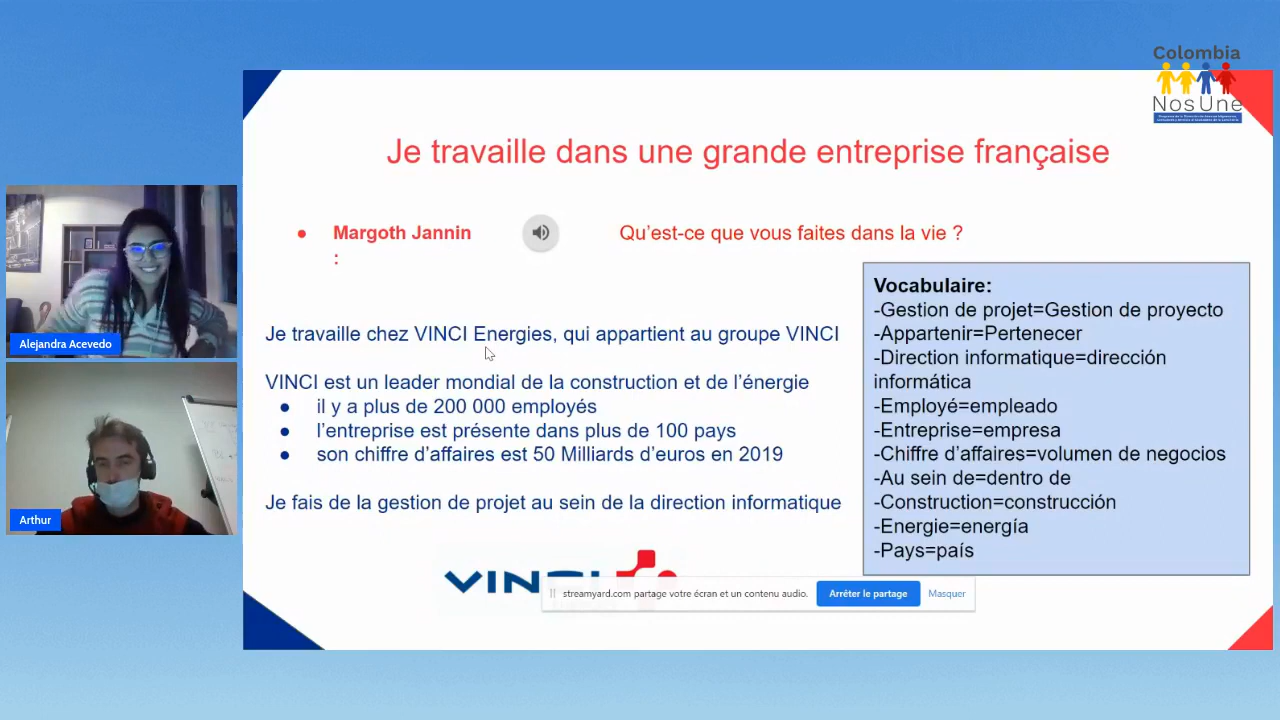 Colombia
NosUne
Je travaille dans une grande entreprise française
● Margoth Jannin
:
Qu'est-ce que vous faites dans la vie ?
Je travaille chez VINCI Energies, qui appartient au groupe VINCI
VINCI est un leader mondial de la construction et de l'énergie
● il y a plus de 200 000 employés
● l'entreprise est présente dans plus de 100 pays
● son chiffre d'affaires est 50 Milliards d'euros en 2019
Je fais de la gestion de projet au sein de la direction informatique
Vocabulaire:
-Gestion de projet=Gestion de proyecto
-Appartenir=Pertenecer
-Direction informatique=dirección
informática
-Employé=empleado
-Entreprise=empresa
-Chiffre d'affaires=volumen de negocios
-Au sein de=dentro de
-Construction=construcción
-Energie=energía
-Pays=país
VINCI
streamyard.com partage votre écran et un contenu audio.
Arrêter le partage
Masquer
Alejandra Acevedo
Arthur